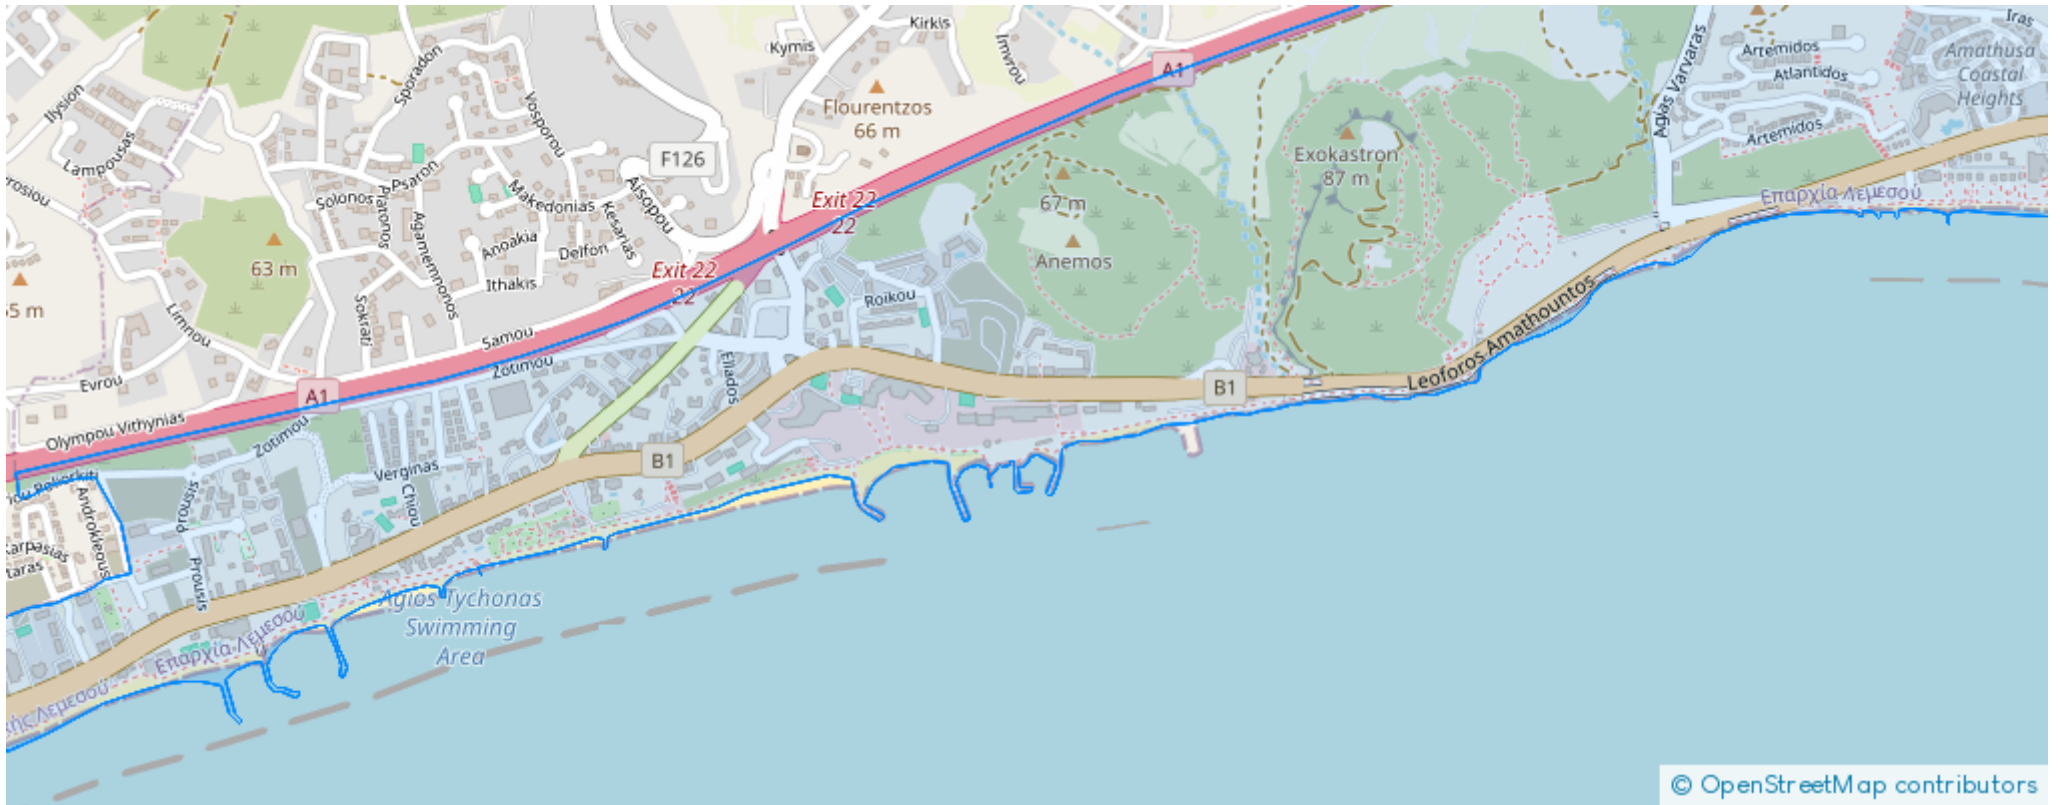 Kirkis
Kymis
Imvrou
A1
Iras
Artemidos
Atlantidos
Amathusa
Coastal
Heights
Artemidos
Agias Varvaras
Sporadon
Ilysion
Vosporou
Flourentzos
66 m
F126
Lampousas
Psaron
Solonos
Platonos
Agamemnonos
Makedonias
Kesarias
Aisopou
Anoakia
Delfon
Ithakis
Exokastron
87 m
Exit 22
22
67 m
Anemos
Επαρχία Λεμεσού
63 m
Exit 22
22
Roikou
Sokrati
Limnou
Samou
Zotimou
Evrou
A1
Ellados
B1
Leoforos Amathountos
Olympou Vithynias
Zotimou
Verginas
Chiou
B1
Androkleous
Prousis
Karpasias
Prousis
Agios Tychonas
Swimming
Area
Επαρχία Λεμεσού
Λεμεσού
© OpenStreetMap contributors